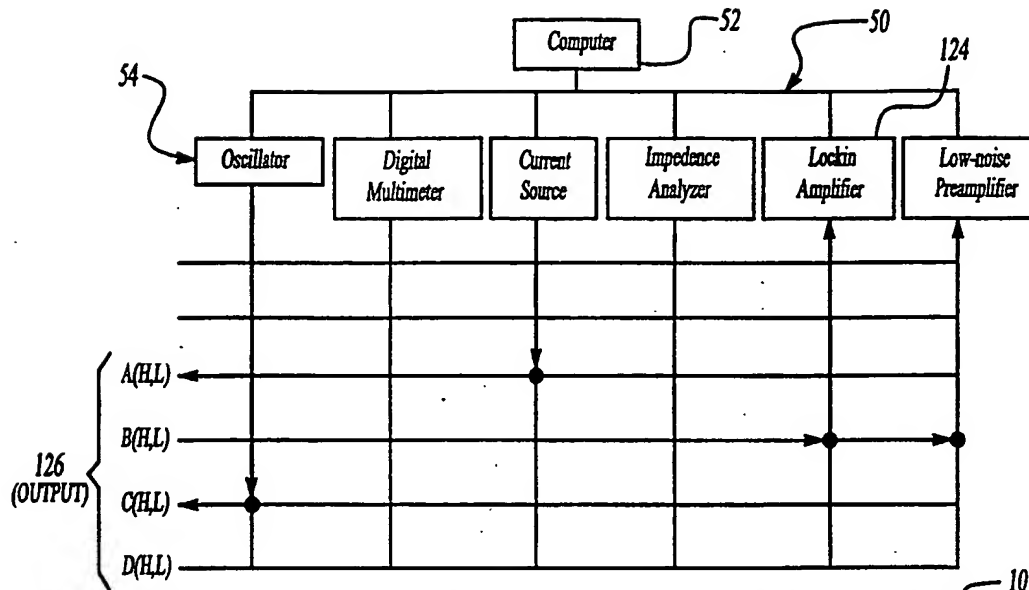 52
Computer
50
124
54
Oscillator
Digital
Multimeter
Current
Source
Impedence
Analyzer
Lockin
Amplifier
Low-noise
Preamplifier
A(H,L)
B(H,L)
126
(OUTPUT)
C(H,L)
D(H,L)
10